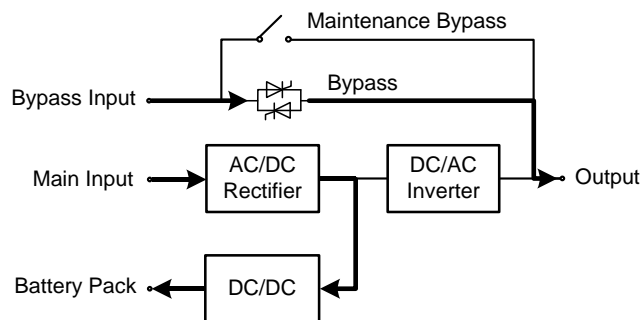 Maintenance Bypass
Bypass
Bypass Input
AC/DC
Rectifier
DC/AC
Inverter
Main Input
Output
Battery Pack
DC/DC